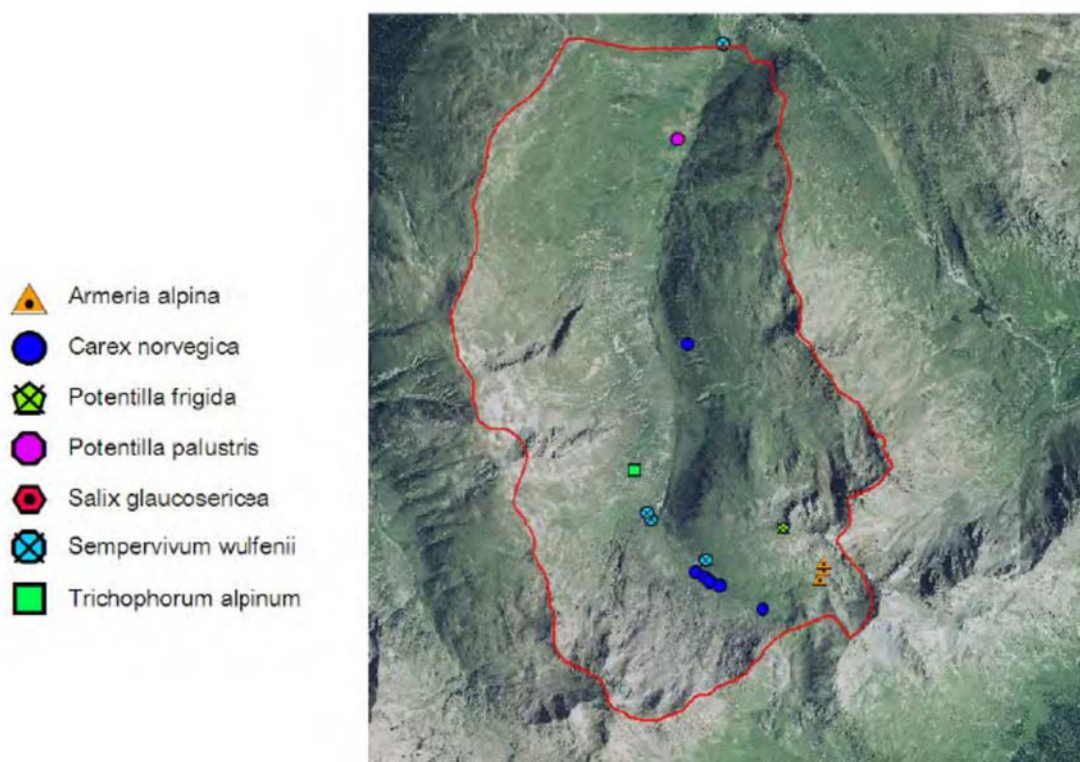 Armeria alpina
Carex norvegica
Potentilla frigida
Potentilla palustris
Salix glaucosericea
Sempervivum wulfenii
Trichophorum alpinum